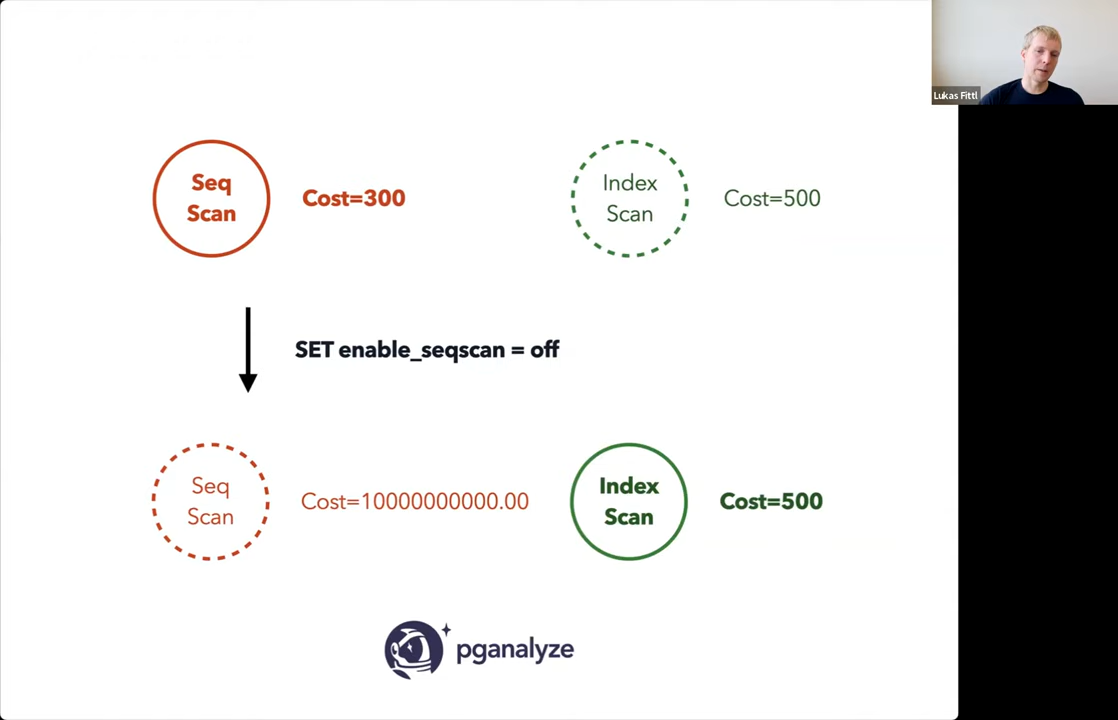 Lukas Fittl
Seq
Scan
Cost=300
Index
Scan
Cost=500
SET enable_seqscan = off
Seq
Scan
Cost=10000000000.00
Index
Scan
Cost=500
pganalyze